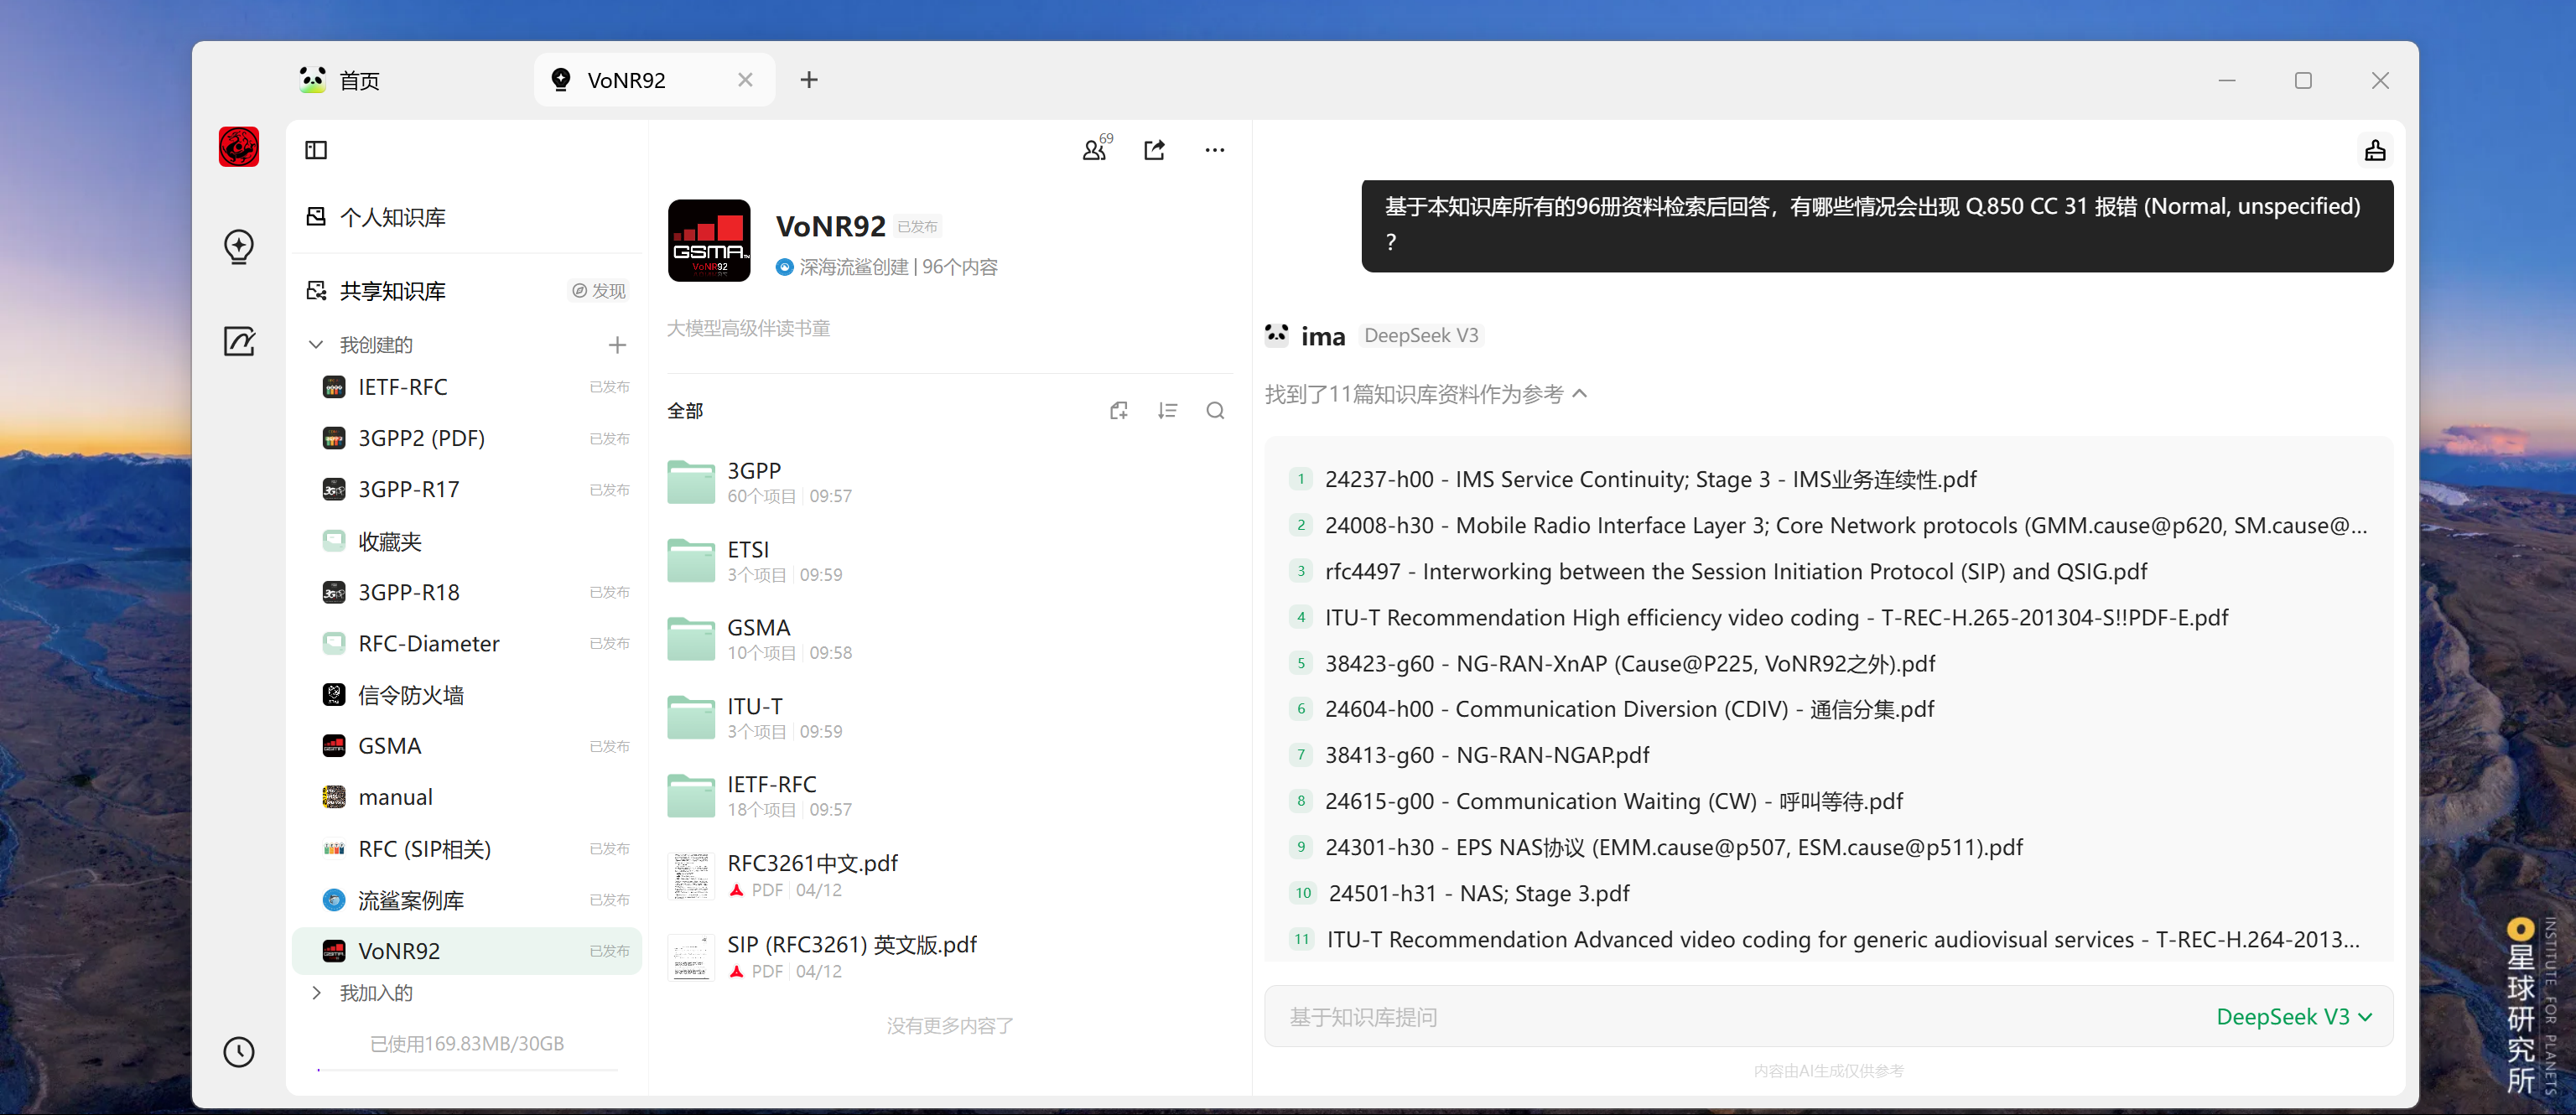 首页
VoNR92
个人知识库
共享知识库
发现
我创建的
IETF-RFC
已发布
3GPP2 (PDF)
已发布
3GPP-R17
已发布
收藏夹
3GPP-R18
已发布
RFC-Diameter
已发布
信令防火墙
GSMA
已发布
manual
RFC (SIP相关)
已发布
流鲨案例库
已发布
VoNR92
已发布
我加入的
已使用169.83MB/30GB
69
GSMA
VoNR92
VoNR92
已发布
深海流鲨创建 | 96个内容
大模型高级伴读书童
全部
3GPP
60个项目 | 09:57
ETSI
3个项目 | 09:59
GSMA
10个项目 | 09:58
ITU-T
3个项目 | 09:59
IETF-RFC
18个项目 | 09:57
RFC3261中文.pdf
PDF | 04/12
SIP (RFC3261) 英文版.pdf
PDF | 04/12
没有更多内容了
基于本知识库所有的96册资料检索后回答，有哪些情况会出现 Q.850 CC 31 报错 (Normal, unspecified)
？
ima
DeepSeek V3
找到了11篇知识库资料作为参考
1 24237-h00 - IMS Service Continuity; Stage 3 - IMS业务连续性.pdf
2 24008-h30 - Mobile Radio Interface Layer 3; Core Network protocols (GMM.cause@p620, SM.cause@...
3 rfc4497 - Interworking between the Session Initiation Protocol (SIP) and QSIG.pdf
4 ITU-T Recommendation High efficiency video coding - T-REC-H.265-201304-S!!PDF-E.pdf
5 38423-g60 - NG-RAN-XnAP (Cause@P225, VoNR92之外).pdf
6 24604-h00 - Communication Diversion (CDIV) - 通信分集.pdf
7 38413-g60 - NG-RAN-NGAP.pdf
8 24615-g00 - Communication Waiting (CW) - 呼叫等待.pdf
9 24301-h30 - EPS NAS协议 (EMM.cause@p507, ESM.cause@p511).pdf
10 24501-h31 - NAS; Stage 3.pdf
11 ITU-T Recommendation Advanced video coding for generic audiovisual services - T-REC-H.264-2013...
基于知识库提问
DeepSeek V3
内容由AI生成仅供参考
星球研究所
INSTITUTE FOR PLANETS